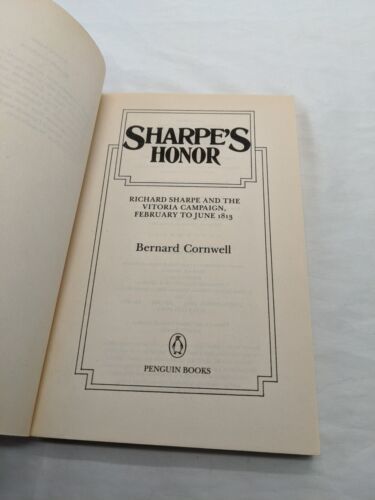 SHARPE'S
HONOR
RICHARD SHARPE AND THE
VITORIA CAMPAIGN,
FEBRUARY TO JUNE 1813
Bernard Cornwell
PENGUIN BOOKS